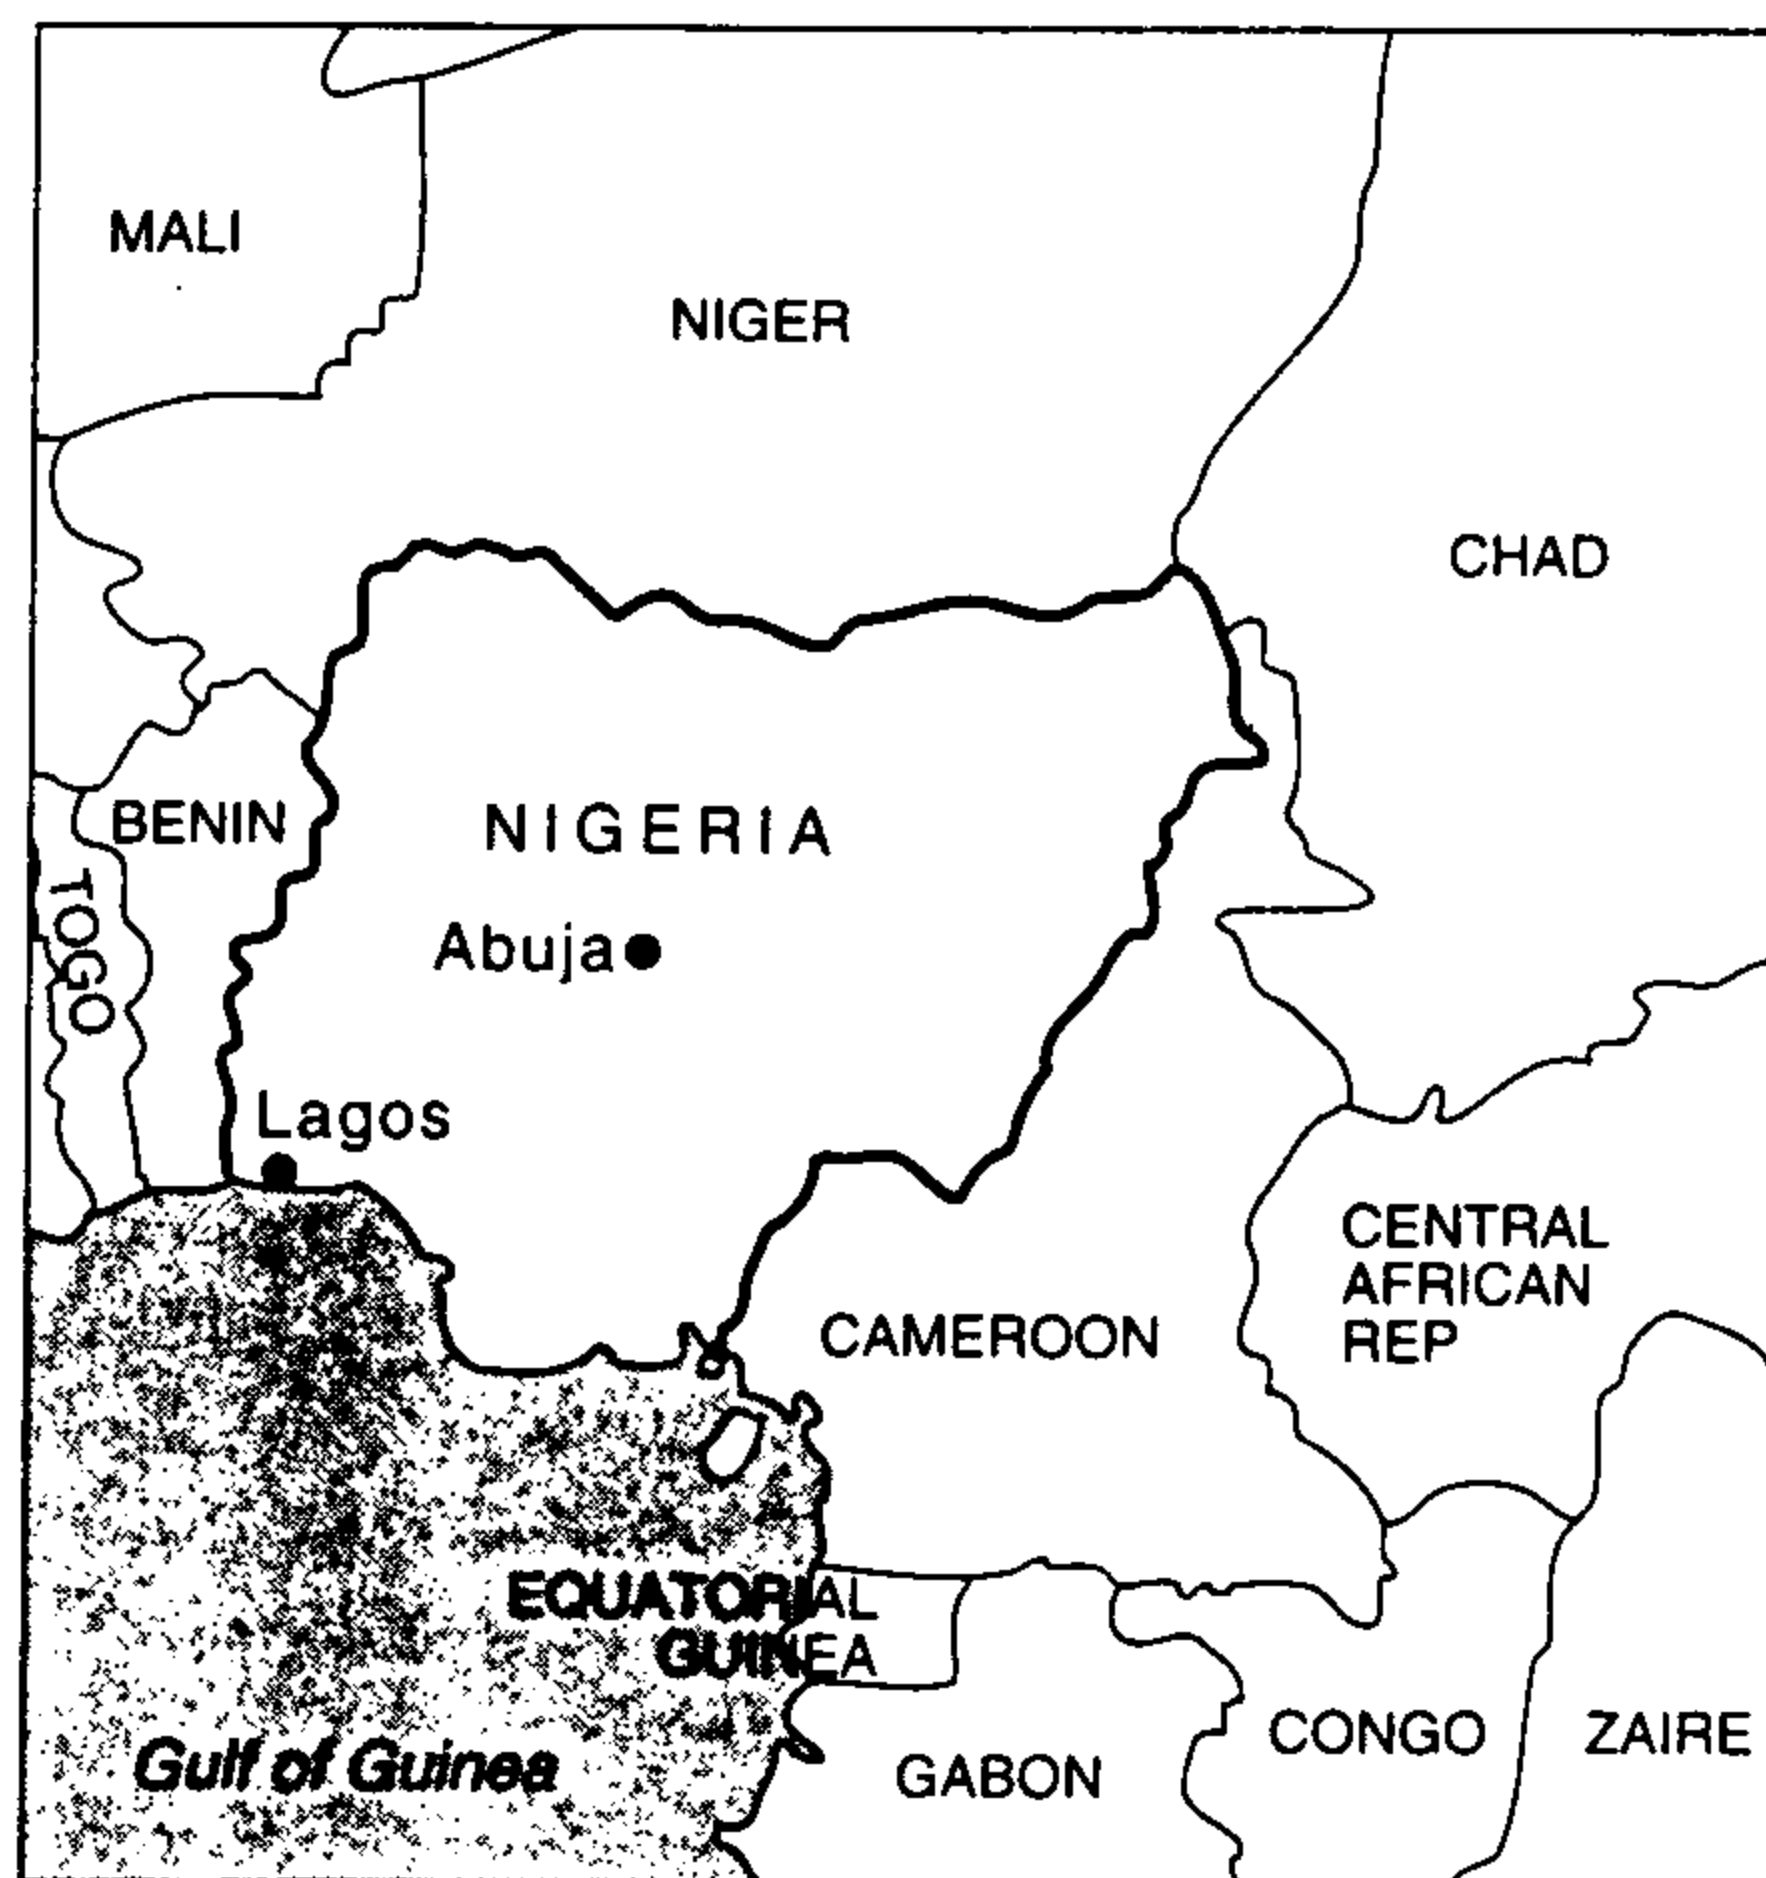 MALI
NIGER
CHAD
BENIN
NIGERIA
TOGO
Abuja
Lagos
CENTRAL
AFRICAN
REP
CAMEROON
EQUATORIAL
GUINEA
Gulf of Guinea
GABON
CONGO
ZAIRE